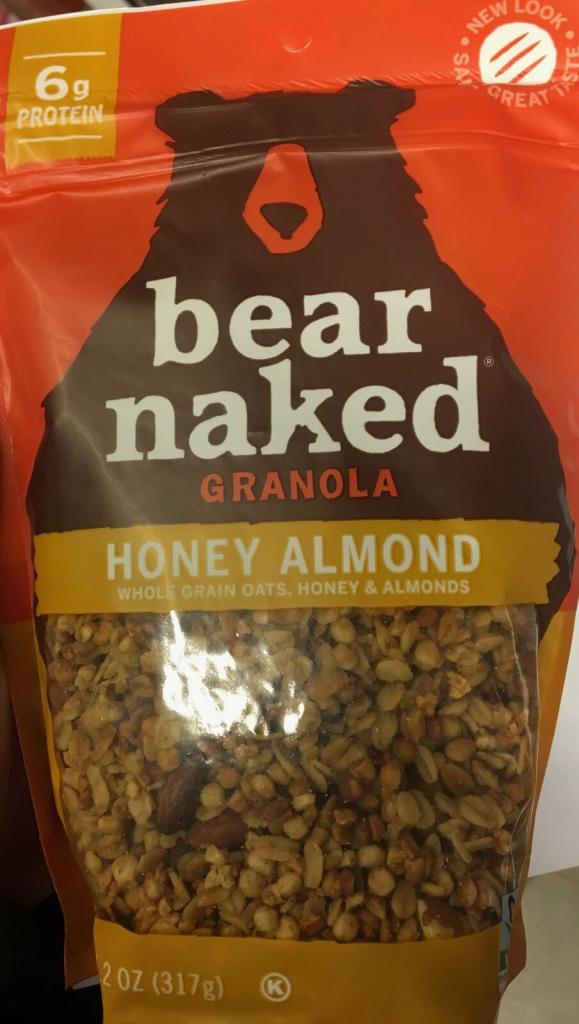 6g
PROTEIN
NEW LOOK •
GREAT TASTE
bear
naked®
GRANOLA
HONEY ALMOND
WHOLE GRAIN OATS, HONEY & ALMONDS
2 OZ (317g)
K